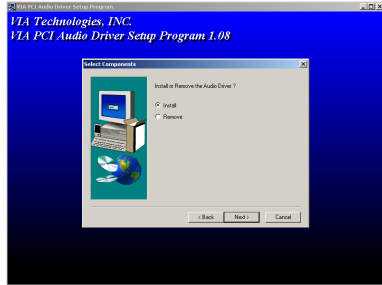 VIA PCI Audio Driver Setup Program
VIA Technologies, INC.
VIA PCI Audio Driver Setup Program 1.08
Select Components
Install or Remove the Audio Driver ?
Install
Remove
< Back
Next >
Cancel